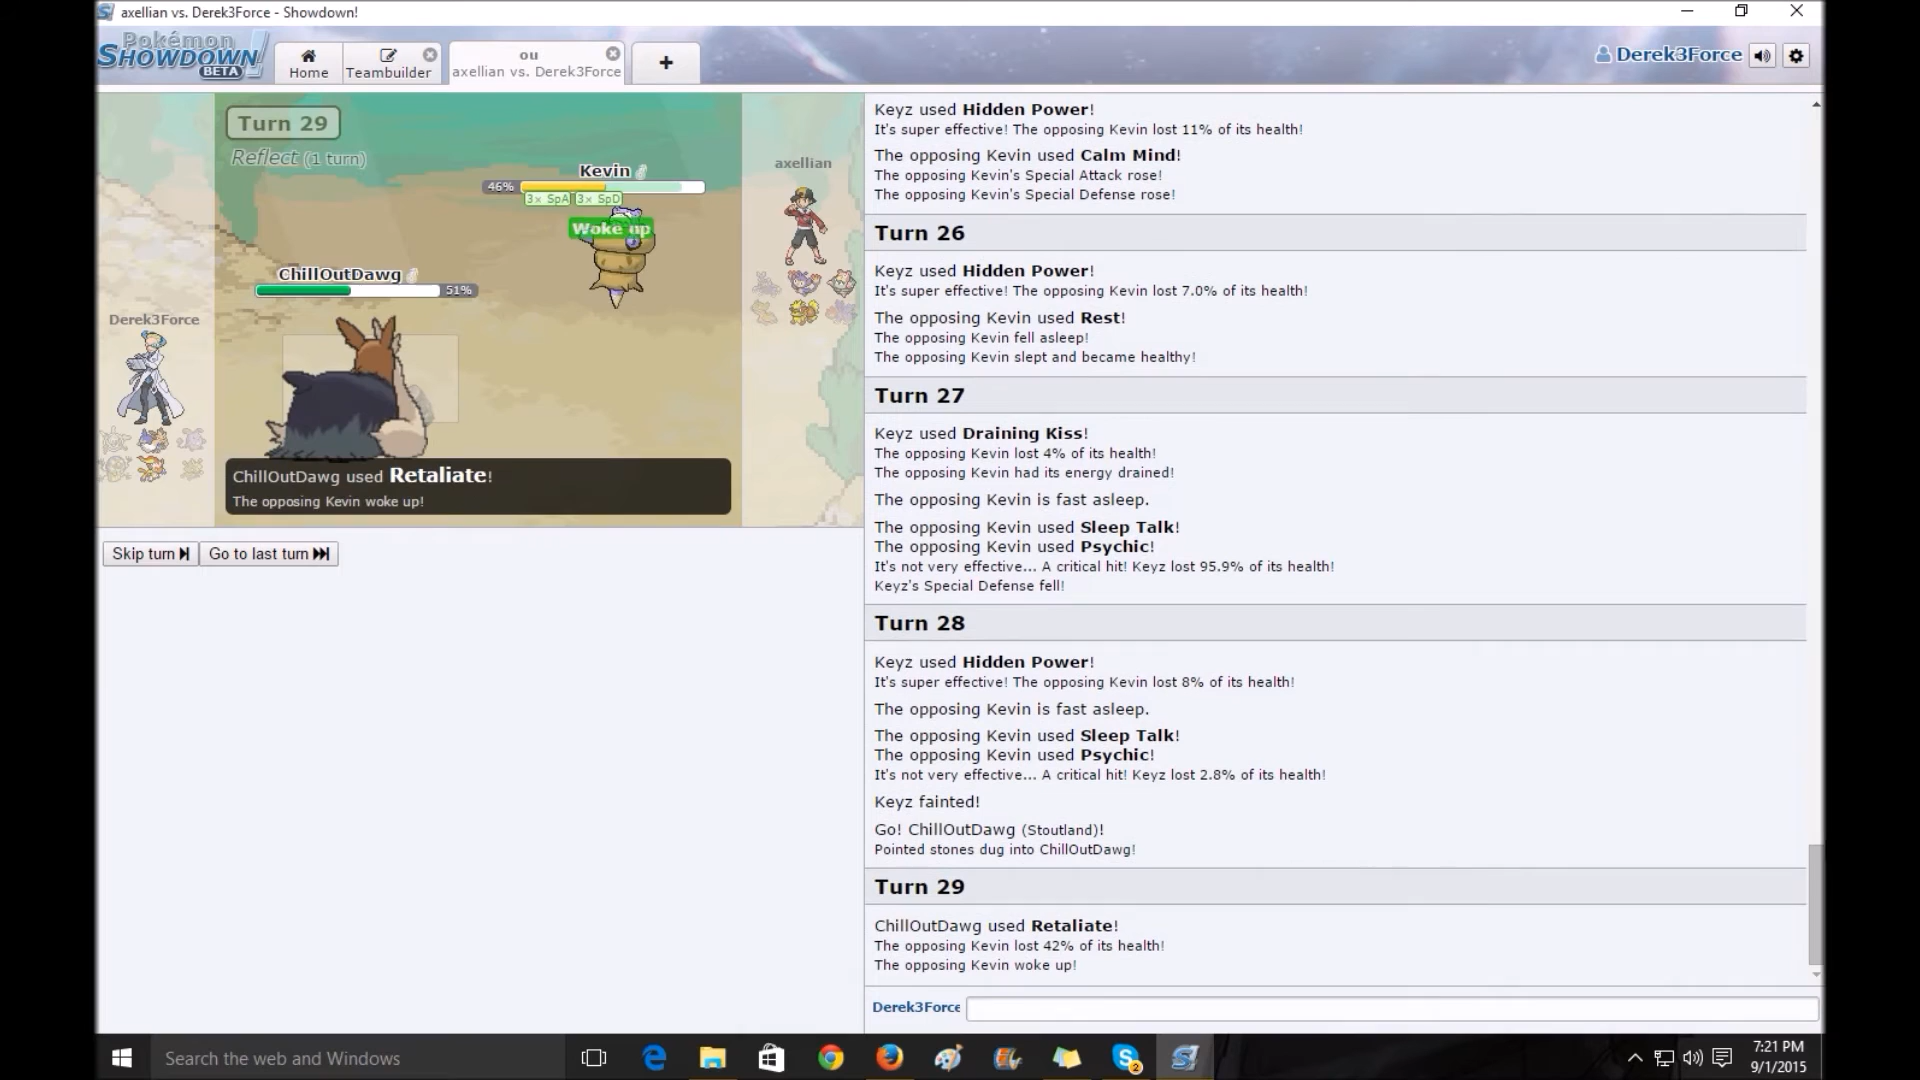 axellian vs. Derek3Force - Showdown!
Pokémon
SHOWDOWN!
BETA
Home
Teambuilder
ou
axellian vs. Derek3Force
+
Derek3Force
Turn 29
Reflect (1 turn)
Kevin
46%
3× SpA 3× SpD
Woke up
axellian
ChillOutDawg
51%
Derek3Force
ChillOutDawg used Retaliate!
The opposing Kevin woke up!
Skip turn
Go to last turn
Keyz used Hidden Power!
It's super effective! The opposing Kevin lost 11% of its health!
The opposing Kevin used Calm Mind!
The opposing Kevin's Special Attack rose!
The opposing Kevin's Special Defense rose!
Turn 26
Keyz used Hidden Power!
It's super effective! The opposing Kevin lost 7.0% of its health!
The opposing Kevin used Rest!
The opposing Kevin fell asleep!
The opposing Kevin slept and became healthy!
Turn 27
Keyz used Draining Kiss!
The opposing Kevin lost 4% of its health!
The opposing Kevin had its energy drained!
The opposing Kevin is fast asleep.
The opposing Kevin used Sleep Talk!
The opposing Kevin used Psychic!
It's not very effective... A critical hit! Keyz lost 95.9% of its health!
Keyz's Special Defense fell!
Turn 28
Keyz used Hidden Power!
It's super effective! The opposing Kevin lost 8% of its health!
The opposing Kevin is fast asleep.
The opposing Kevin used Sleep Talk!
The opposing Kevin used Psychic!
It's not very effective... A critical hit! Keyz lost 2.8% of its health!
Keyz fainted!
Go! ChillOutDawg (Stoutland)!
Pointed stones dug into ChillOutDawg!
Turn 29
ChillOutDawg used Retaliate!
The opposing Kevin lost 42% of its health!
The opposing Kevin woke up!
Derek3Force
Search the web and Windows
2
7:21 PM
9/1/2015